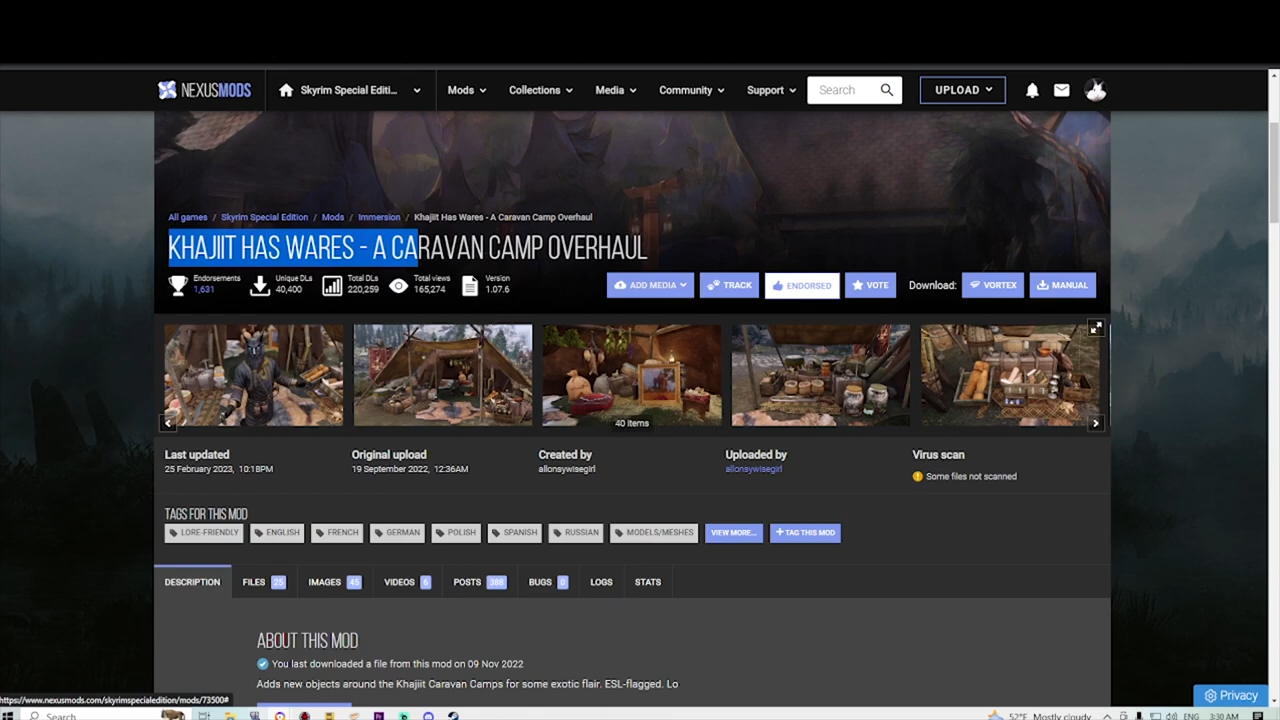 NEXUSMODS
Skyrim Special Editi...
Mods
Collections
Media
Community
Support
Search
UPLOAD
All games / Skyrim Special Edition / Mods / Immersion / Khajiit Has Wares - A Caravan Camp Overhaul
KHAJIIT HAS WARES - A CARAVAN CAMP OVERHAUL
Endorsements
1,631
Unique DLs
40,400
Total DLs
220,259
Total views
165,274
Version
1.07.6
ADD MEDIA
TRACK
ENDORSED
VOTE
Download:
VORTEX
MANUAL
40 items
Last updated
25 February 2023, 10:18PM
Original upload
19 September 2022, 12:36AM
Created by
allonsywisegirl
Uploaded by
allonsywisegirl
Virus scan
Some files not scanned
TAGS FOR THIS MOD
LORE-FRIENDLY
ENGLISH
FRENCH
GERMAN
POLISH
SPANISH
RUSSIAN
MODELS/MESHES
VIEW MORE...
+ TAG THIS MOD
DESCRIPTION
FILES 25
IMAGES 45
VIDEOS 6
POSTS 388
BUGS 0
LOGS
STATS
ABOUT THIS MOD
You last downloaded a file from this mod on 09 Nov 2022
Adds new objects around the Khajiit Caravan Camps for some exotic flair. ESL-flagged. Lo
Privacy
https://www.nexusmods.com/skyrimspecialedition/mods/73500#
Search
52°F Mostly cloudy
ENG